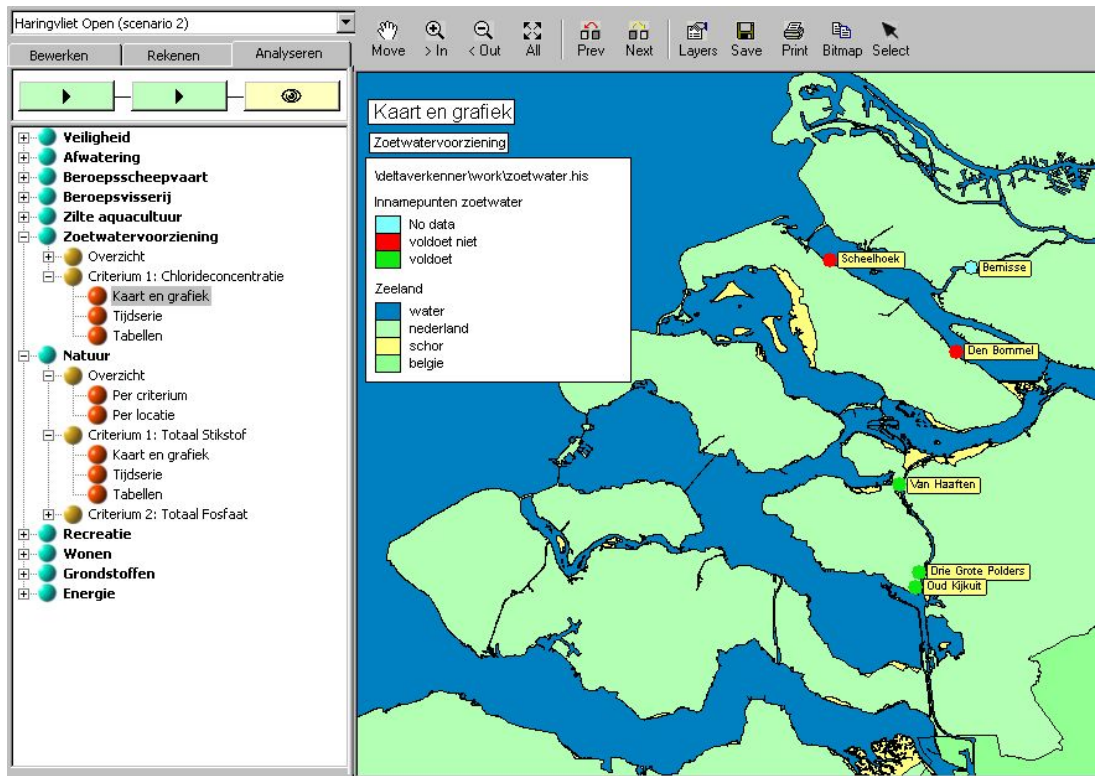 Haringvliet Open (scenario 2)
Bewerken Rekenen Analyseren
Move > In < Out All Prev Next Layers Save Print Bitmap Select
Veiligheid
Afwatering
Beroepsscheepvaart
Beroepsvisserij
Zilte aquacultuur
Zoetwatervoorziening
Overzicht
Criterium 1: Chlorideconcentratie
Kaart en grafiek
Tijdserie
Tabellen
Natuur
Overzicht
Per criterium
Per locatie
Criterium 1: Totaal Stikstof
Kaart en grafiek
Tijdserie
Tabellen
Criterium 2: Totaal Fosfaat
Recreatie
Wonen
Grondstoffen
Energie
Kaart en grafiek
Zoetwatervoorziening
\deltaverkenner\work\zoetwater.his
Innamepunten zoetwater
No data
voldoet niet
voldoet
Zeeland
water
nederland
schor
belgie
Scheelhoek
Bernisse
Den Bommel
Van Haaften
Drie Grote Polders
Oud Kijkuit